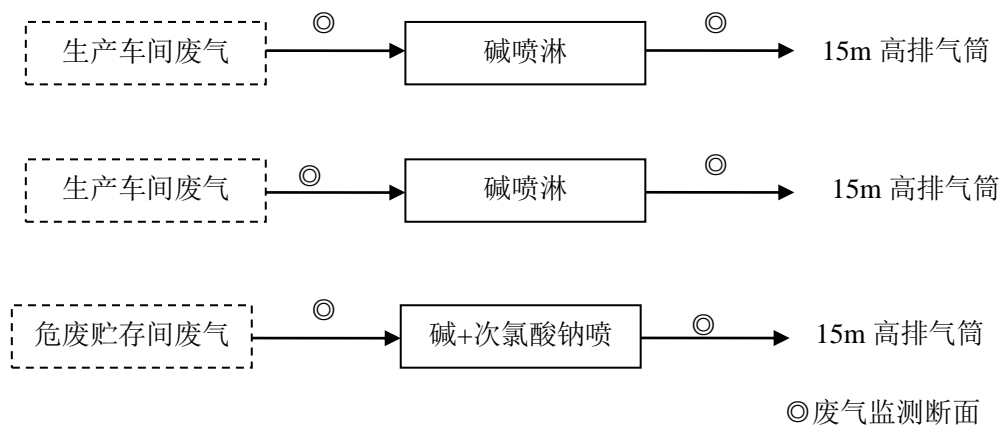 ◎ ◎
生产车间废气 碱喷淋 15m 高排气筒
◎ ◎
生产车间废气 碱喷淋 15m 高排气筒
◎ ◎
危废贮存间废气 碱+次氯酸钠喷 15m 高排气筒
◎废气监测断面